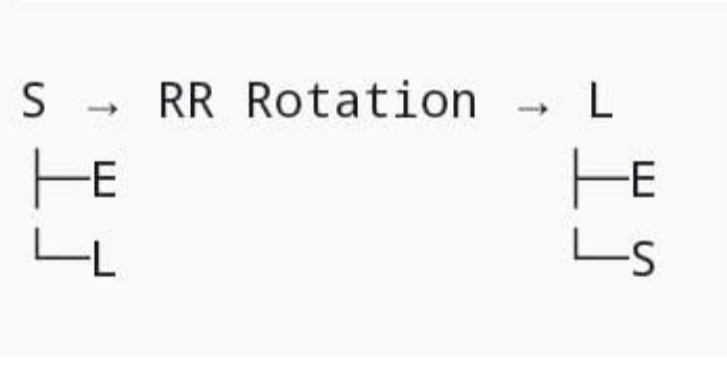 S → RR Rotation → L
├─E ├─E
└─L └─S